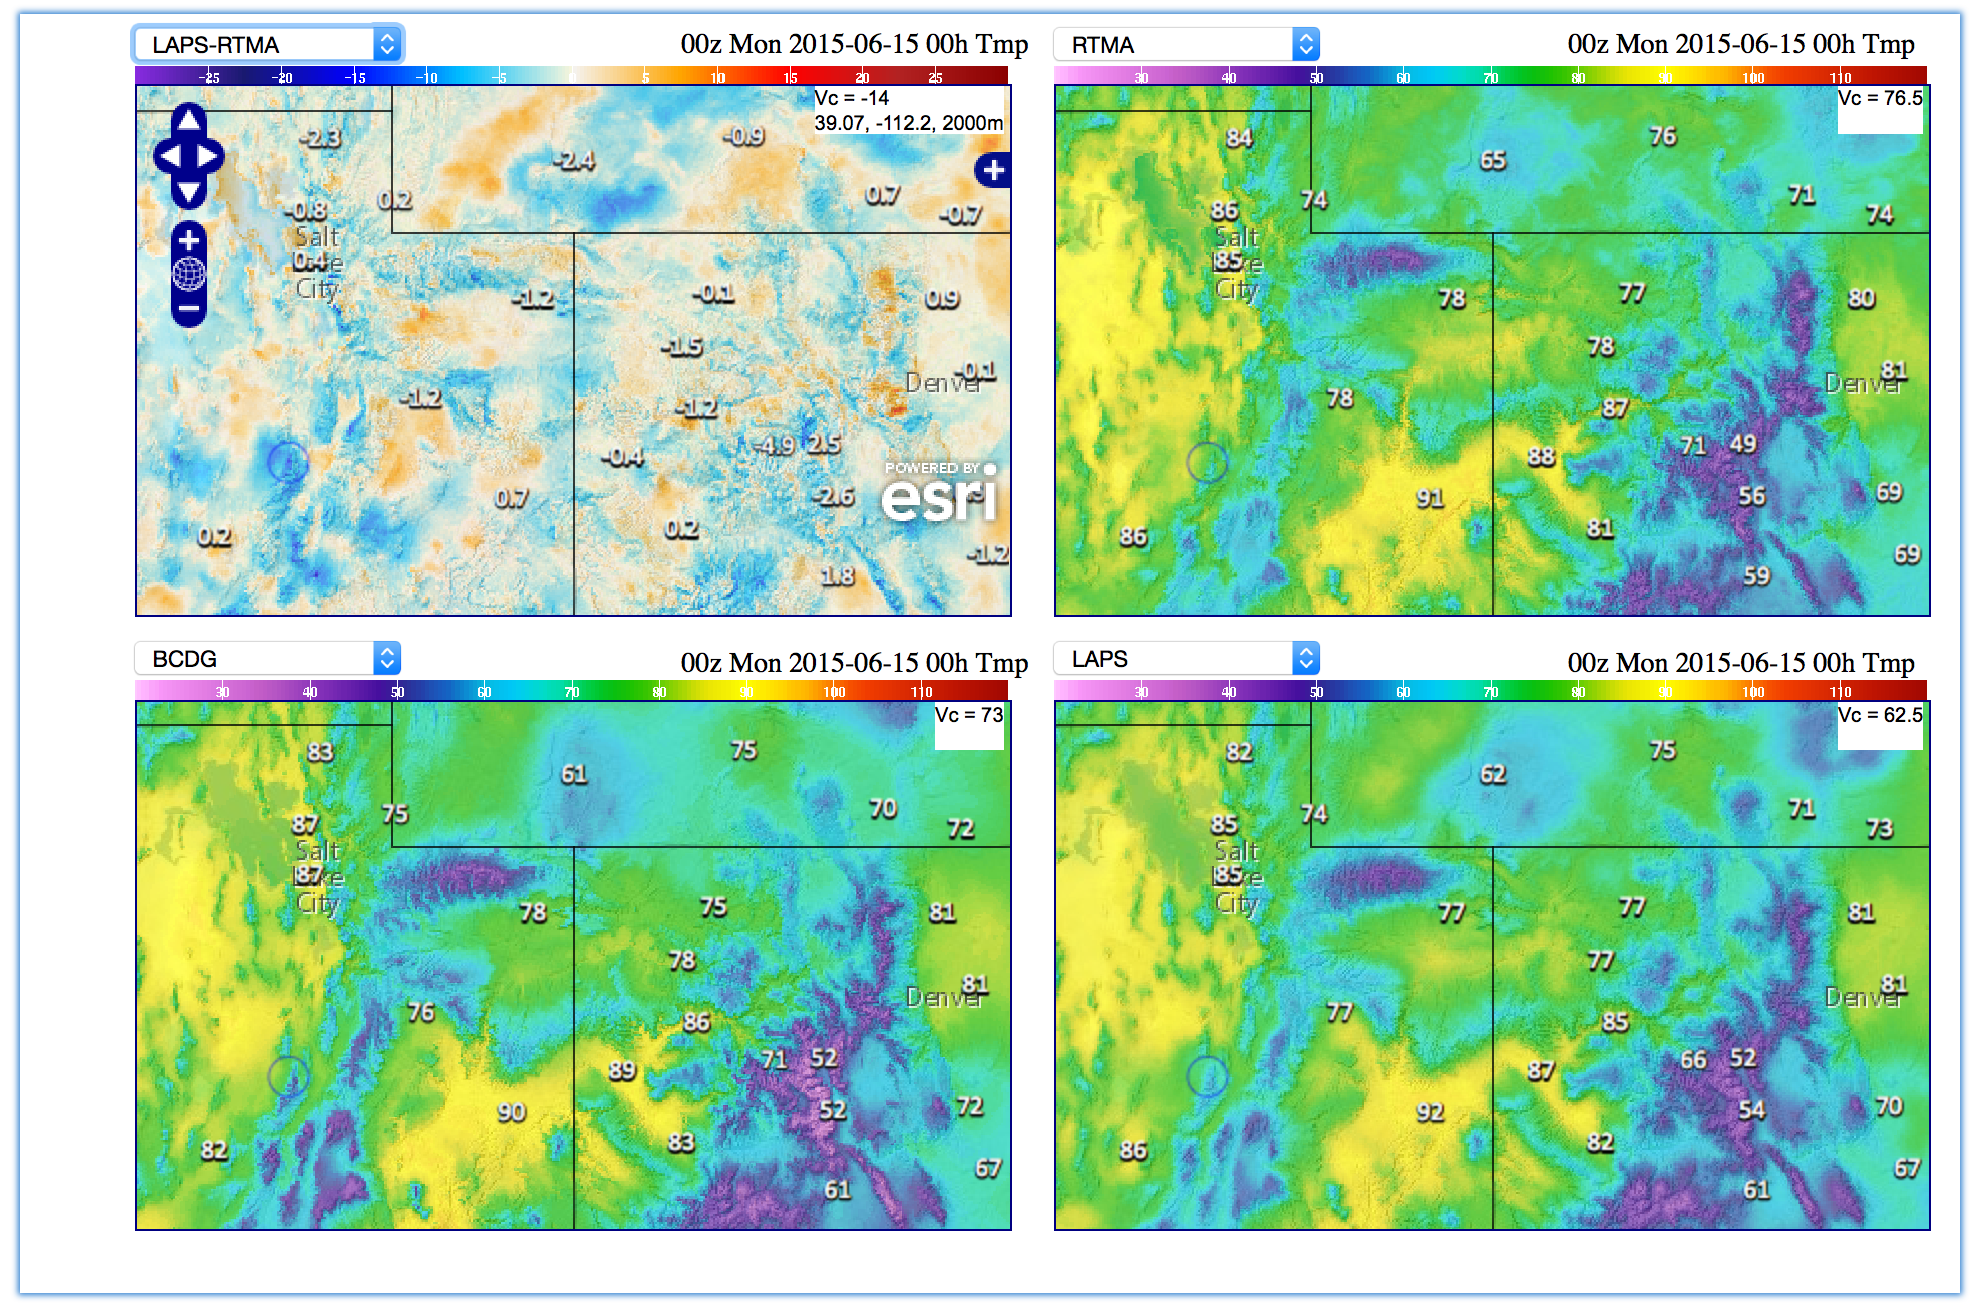 LAPS-RTMA
00z Mon 2015-06-15 00h Tmp
-25 -20 -15 -10 -5 0 5 10 15 20 25
Vc = -14
39.07, -112.2, 2000m
-2.3
-0.9
-2.4
0.2
0.7
-0.8
-0.7
Salt
0.4
City
-1.2
-0.1
0.9
-1.5
-0.1
Denver
-1.2
-1.2
-4.9 2.5
-0.4
POWERED BY
esri
0.7
-2.6
0.2
0.2
-1.2
1.8
RTMA
00z Mon 2015-06-15 00h Tmp
30 40 50 60 70 80 90 100 110
Vc = 76.5
84
76
65
74
71
86
74
Salt
85
Lake
City
78
77
80
78
81
Denver
78
87
71 49
88
91
56
69
86
81
69
59
BCDG
00z Mon 2015-06-15 00h Tmp
30 40 50 60 70 80 90 100 110
Vc = 73
83
75
61
75
70
87
72
Salt
87
Lake
City
78
75
81
78
81
Denver
76
86
71 52
89
90
52
72
82
83
67
61
LAPS
00z Mon 2015-06-15 00h Tmp
30 40 50 60 70 80 90 100 110
Vc = 62.5
82
75
62
74
71
85
73
Salt
85
Lake
City
77
77
81
77
81
Denver
77
85
66 52
87
92
54
70
86
82
67
61